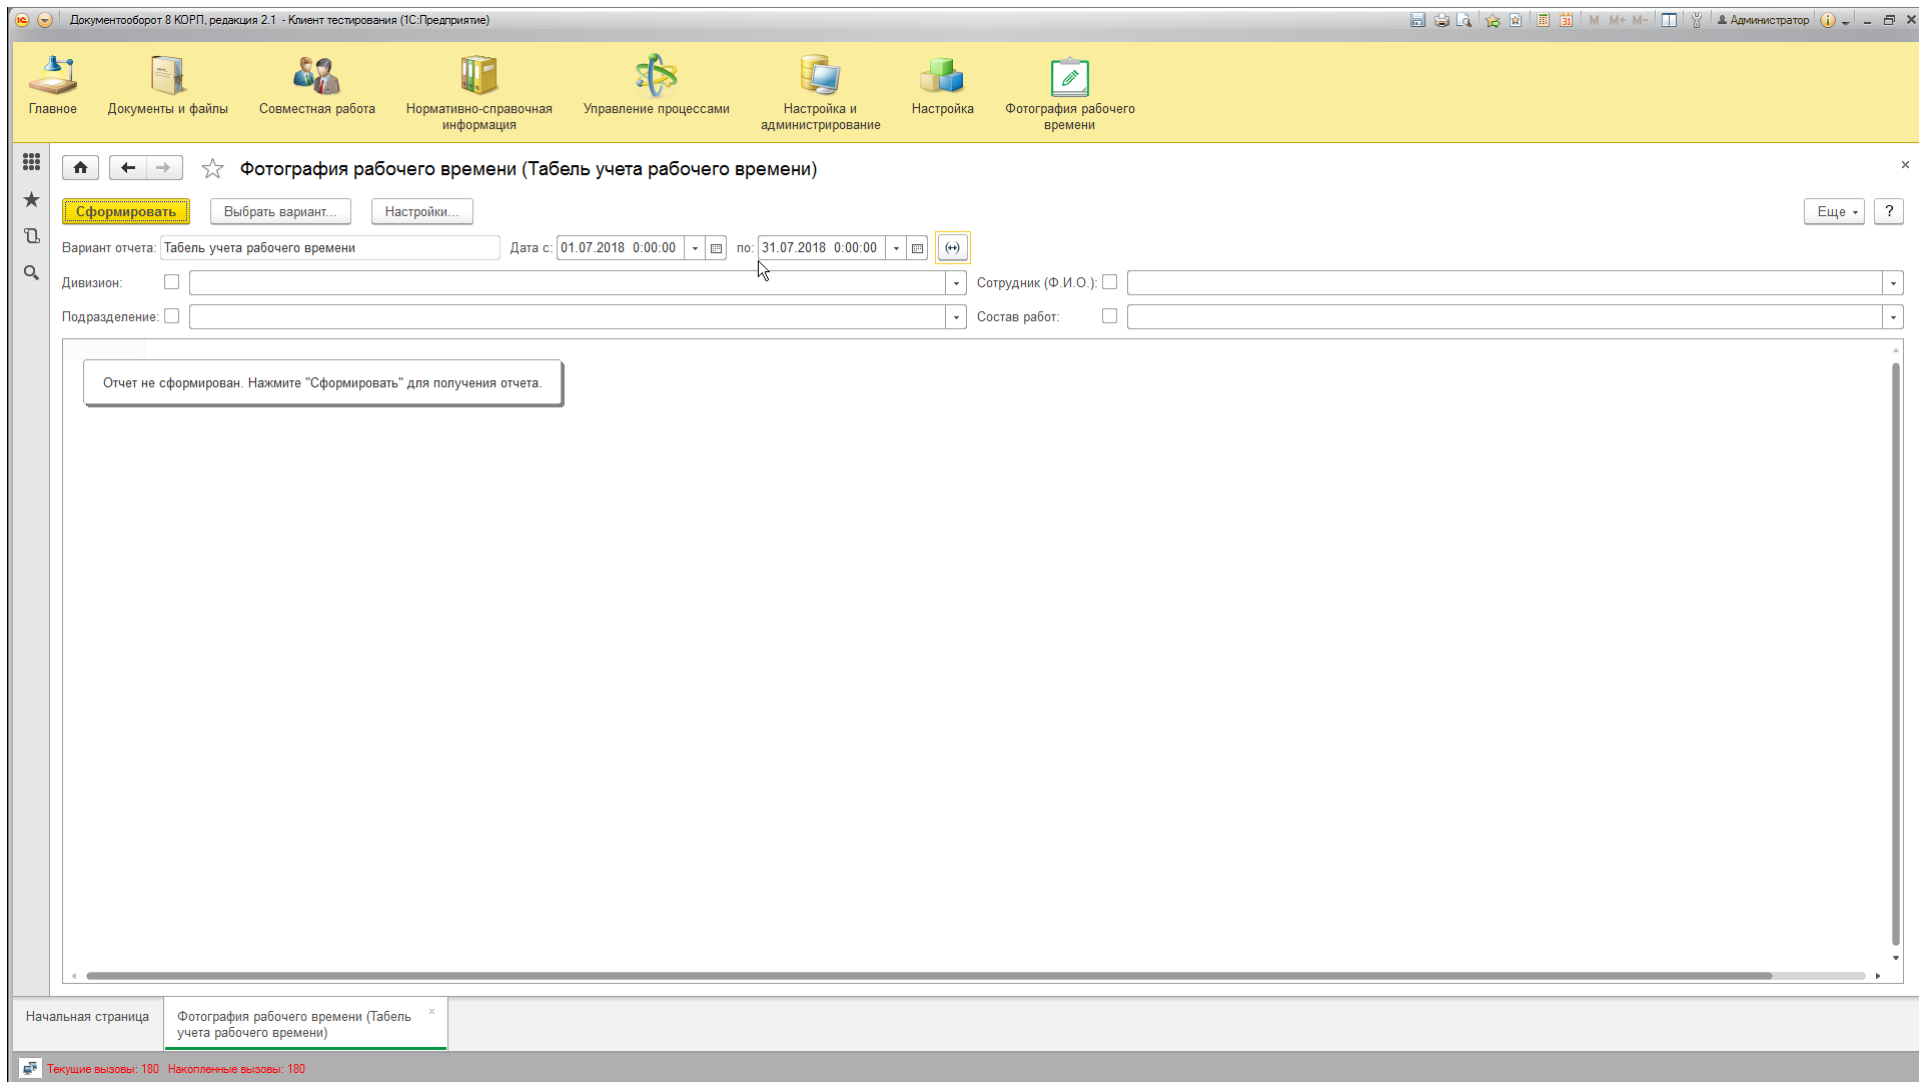 Документооборот 8 КОРП, редакция 2.1 - Клиент тестирования (1С:Предприятие)
M M+ M- Администратор
Главное
Документы и файлы
Совместная работа
Нормативно-справочная информация
Управление процессами
Настройка и администрирование
Настройка
Фотография рабочего времени
Фотография рабочего времени (Табель учета рабочего времени)
Сформировать Выбрать вариант... Настройки... Еще ?
Вариант отчета: Табель учета рабочего времени Дата с: 01.07.2018 0:00:00 по: 31.07.2018 0:00:00
Дивизион: Сотрудник (Ф.И.О.):
Подразделение: Состав работ:
Отчет не сформирован. Нажмите "Сформировать" для получения отчета.
Начальная страница
Фотография рабочего времени (Табель
учета рабочего времени)
Текущие вызовы: 180 Накопленные вызовы: 180